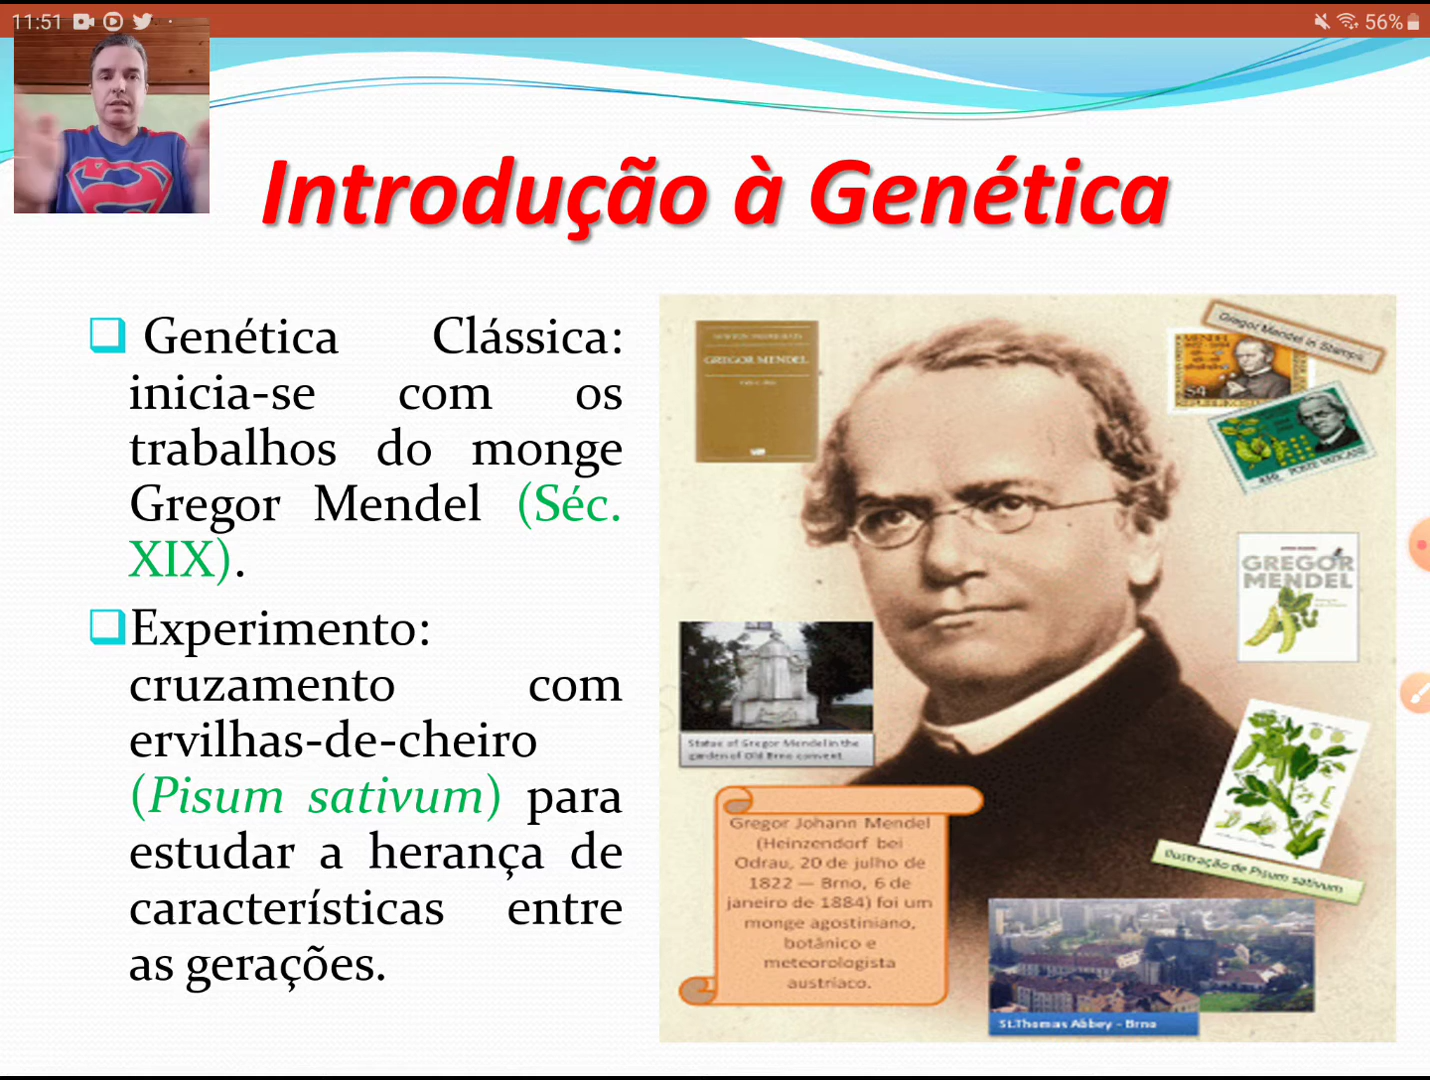 11:51
56%
Introdução à Genética
Genética Clássica:
inicia-se com os
trabalhos do monge
Gregor Mendel (Séc.
XIX).
Experimento:
cruzamento com
ervilhas-de-cheiro
(Pisum sativum) para
estudar a herança de
características entre
as gerações.
GREGOR MENDEL
Gregor Mendel in Stamps
MENDEL
S4
POSTE VATICANE
GREGOR
MENDEL
Statue of Gregor Mendel in the
garden of Old Brno convent
Ilustração de Pisum sativum
Gregor Johann Mendel
(Heinzendorf bei
Odrau, 20 de julho de
1822 — Brno, 6 de
janeiro de 1884) foi um
monge agostiniano,
botânico e
meteorologista
austríaco.
St.Thomas Abbey - Brno